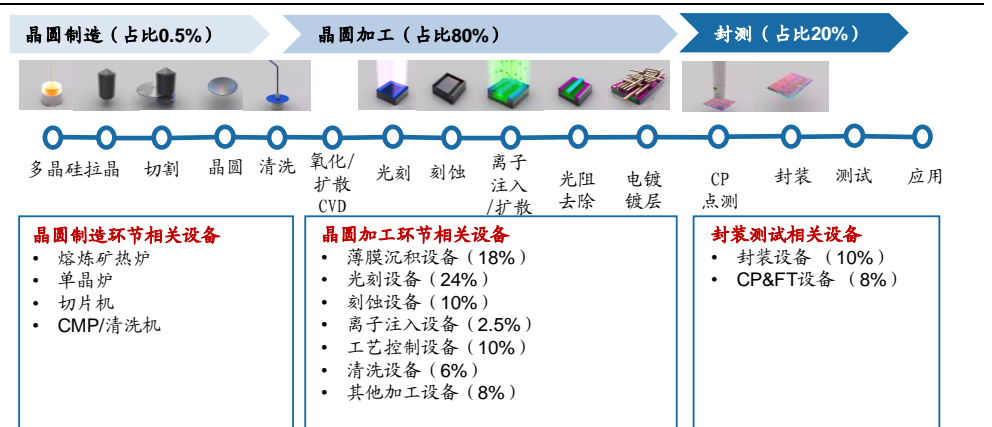 晶圆制造（占比0.5%）
晶圆加工（占比80%）
封测（占比20%）
多晶硅
拉晶
切割
晶圆
清洗
氧化/
扩散
CVD
光刻
刻蚀
离子
注入
/扩散
光阻
去除
电镀
镀层
CP
点测
封装
测试
应用
晶圆制造环节相关设备
• 熔炼矿热炉
• 单晶炉
• 切片机
• CMP/清洗机
晶圆加工环节相关设备
• 薄膜沉积设备（18%）
• 光刻设备（24%）
• 刻蚀设备（10%）
• 离子注入设备（2.5%）
• 工艺控制设备（10%）
• 清洗设备（6%）
• 其他加工设备（8%）
封装测试相关设备
• 封装设备 （10%）
• CP&FT设备 （8%）